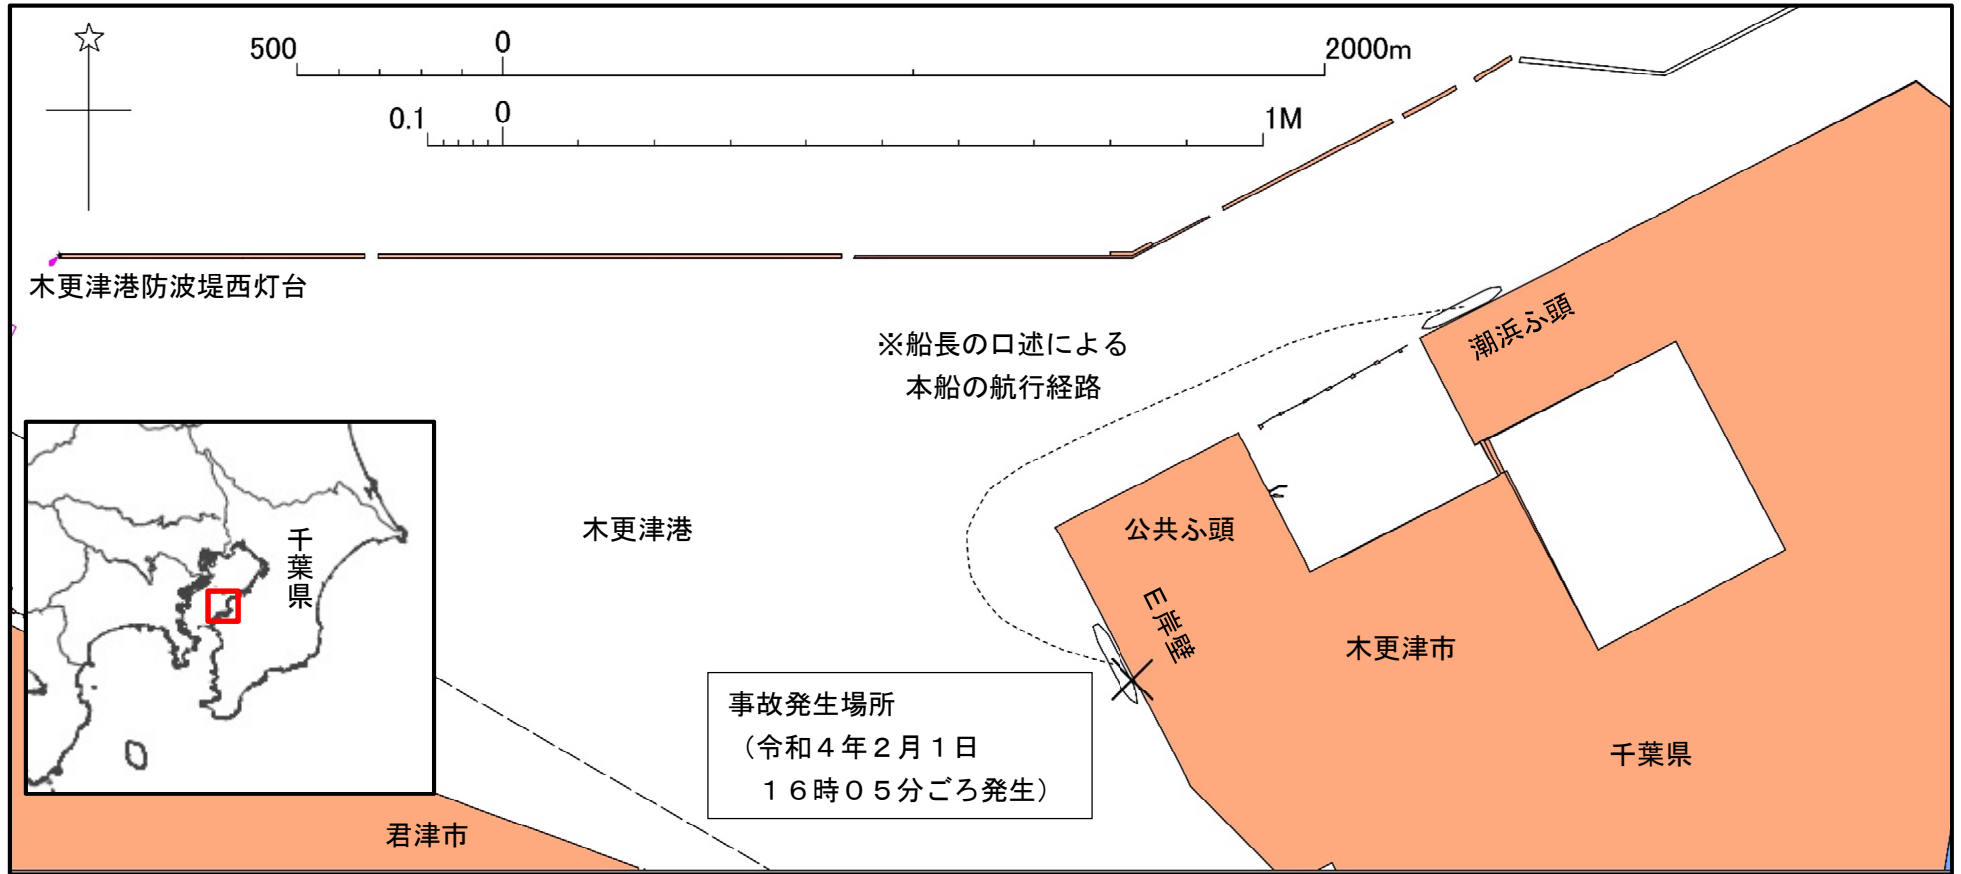 500
0
2000m
0.1
0
1M
木更津港防波堤西灯台
※船長の口述による
本船の航行経路
潮浜ふ頭
木更津港
公共ふ頭
E岸壁
木更津市
千葉県
千葉県
事故発生場所
（令和４年２月１日
１６時０５分ごろ発生）
君津市